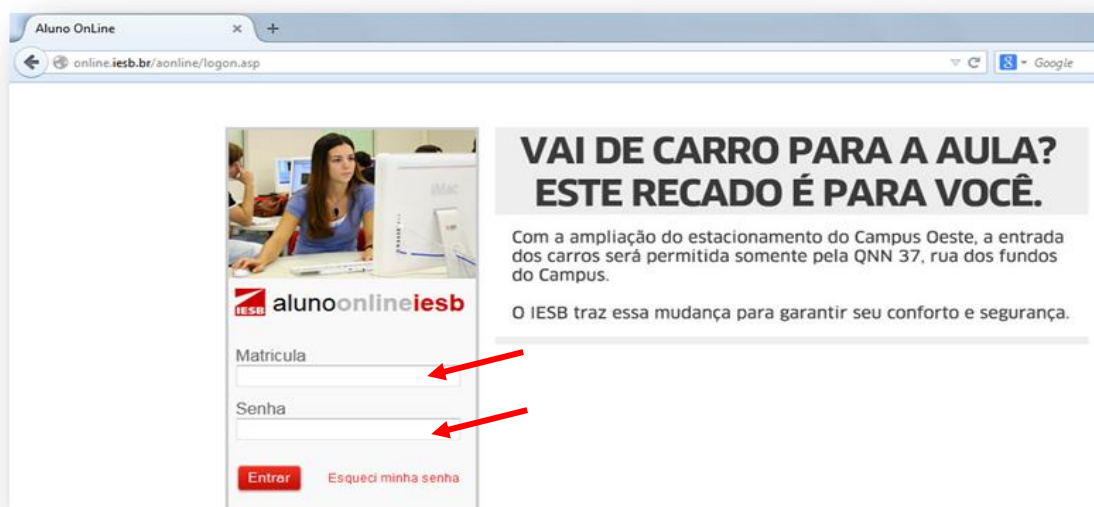 Aluno OnLine
online.iesb.br/aonline/logon.asp
Google
iMac
VAI DE CARRO PARA A AULA?
ESTE RECADO É PARA VOCÊ.
Com a ampliação do estacionamento do Campus Oeste, a entrada
dos carros será permitida somente pela QNN 37, rua dos fundos
do Campus.
O IESB traz essa mudança para garantir seu conforto e segurança.
IESB alunoonlineiesb
Matricula
Senha
Entrar Esqueci minha senha